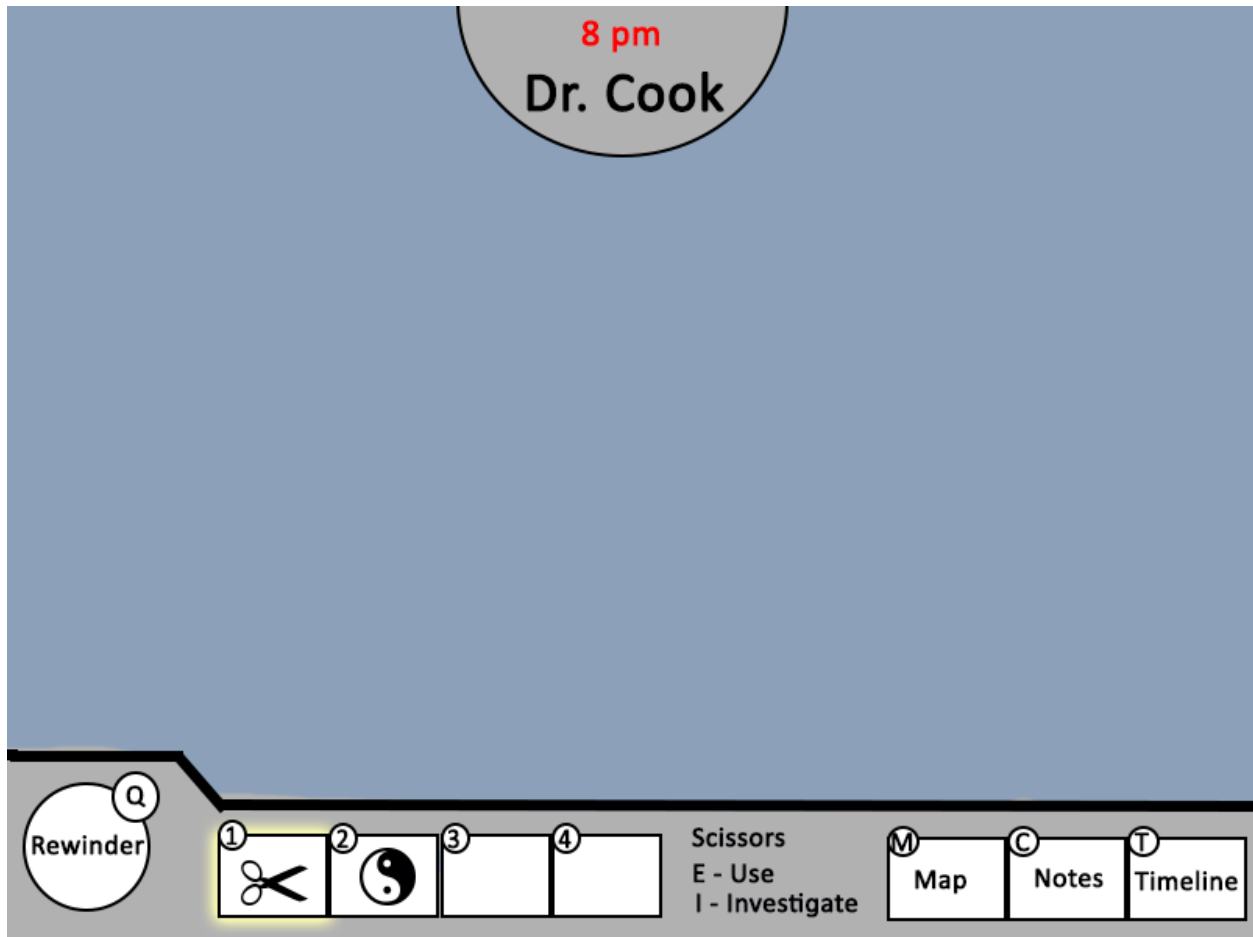 8 pm
Dr. Cook
Q
Rewinder
1
2
3
4
Scissors
E - Use
I - Investigate
M
Map
C
Notes
T
Timeline